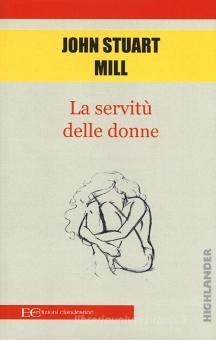 JOHN STUART
MILL
La servitù
delle donne
HIGHLANDER
EC edizioni clandestine